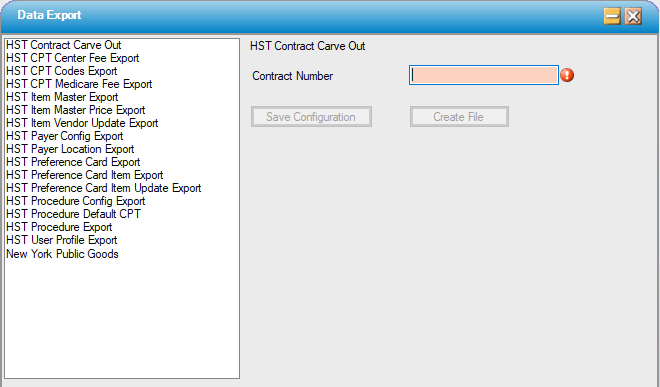 Data Export
HST Contract Carve Out
HST CPT Center Fee Export
HST CPT Codes Export
HST CPT Medicare Fee Export
HST Item Master Export
HST Item Master Price Export
HST Item Vendor Update Export
HST Payer Config Export
HST Payer Location Export
HST Preference Card Export
HST Preference Card Item Export
HST Preference Card Item Update Export
HST Procedure Config Export
HST Procedure Default CPT
HST Procedure Export
HST User Profile Export
New York Public Goods
HST Contract Carve Out
Contract Number
Save Configuration
Create File